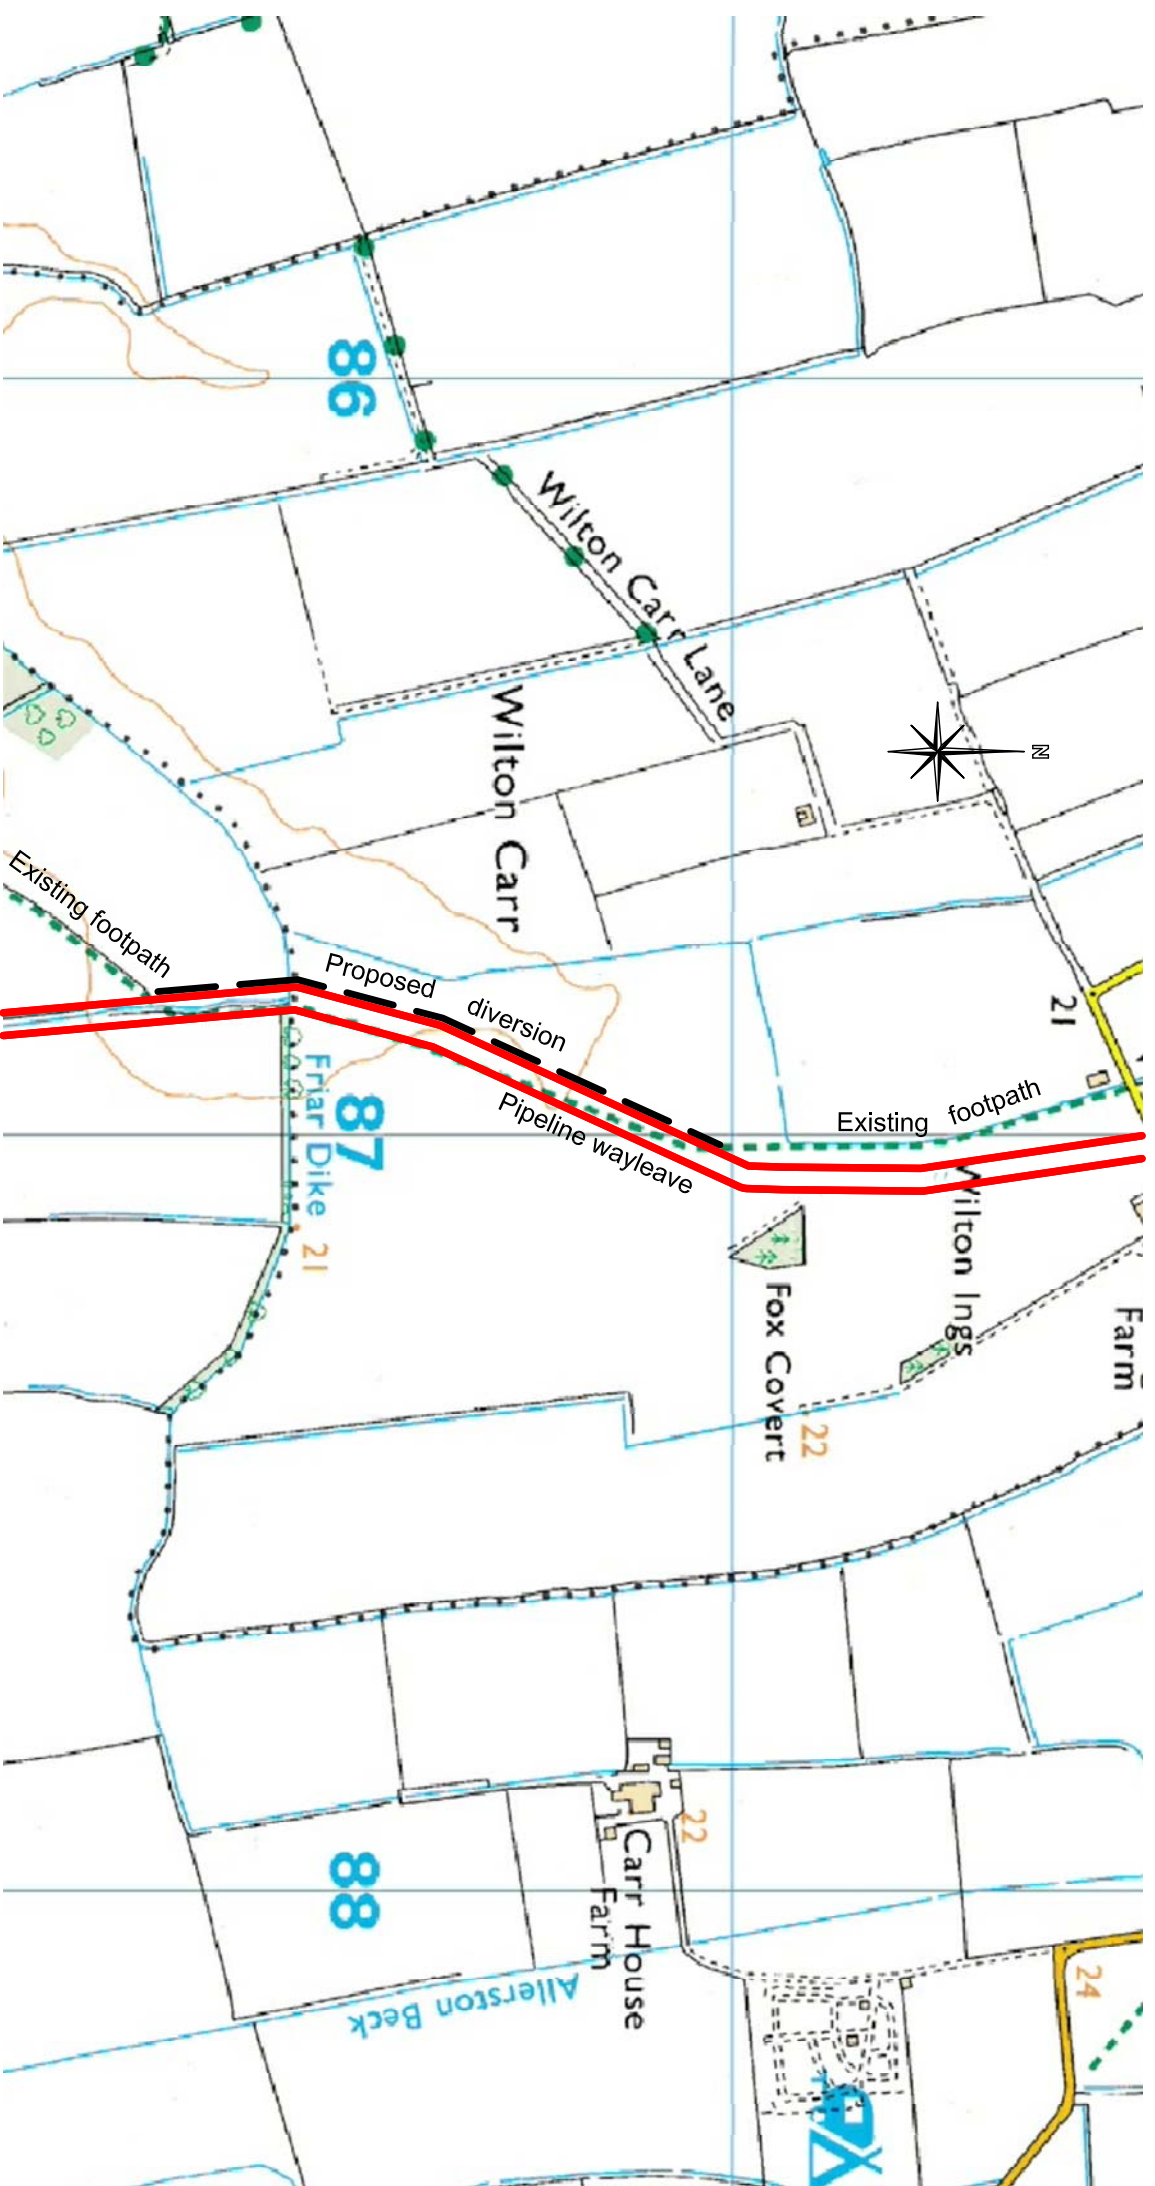 86
Wilton Carr Lane
Wilton Carr
N
21
Existing footpath
Proposed diversion
Pipeline wayleave
Existing footpath
Friar Dike
87
21
Wilton Ings
Fox Covert
22
Farm
22
Carr House
Farm
88
Allerston Beck
24